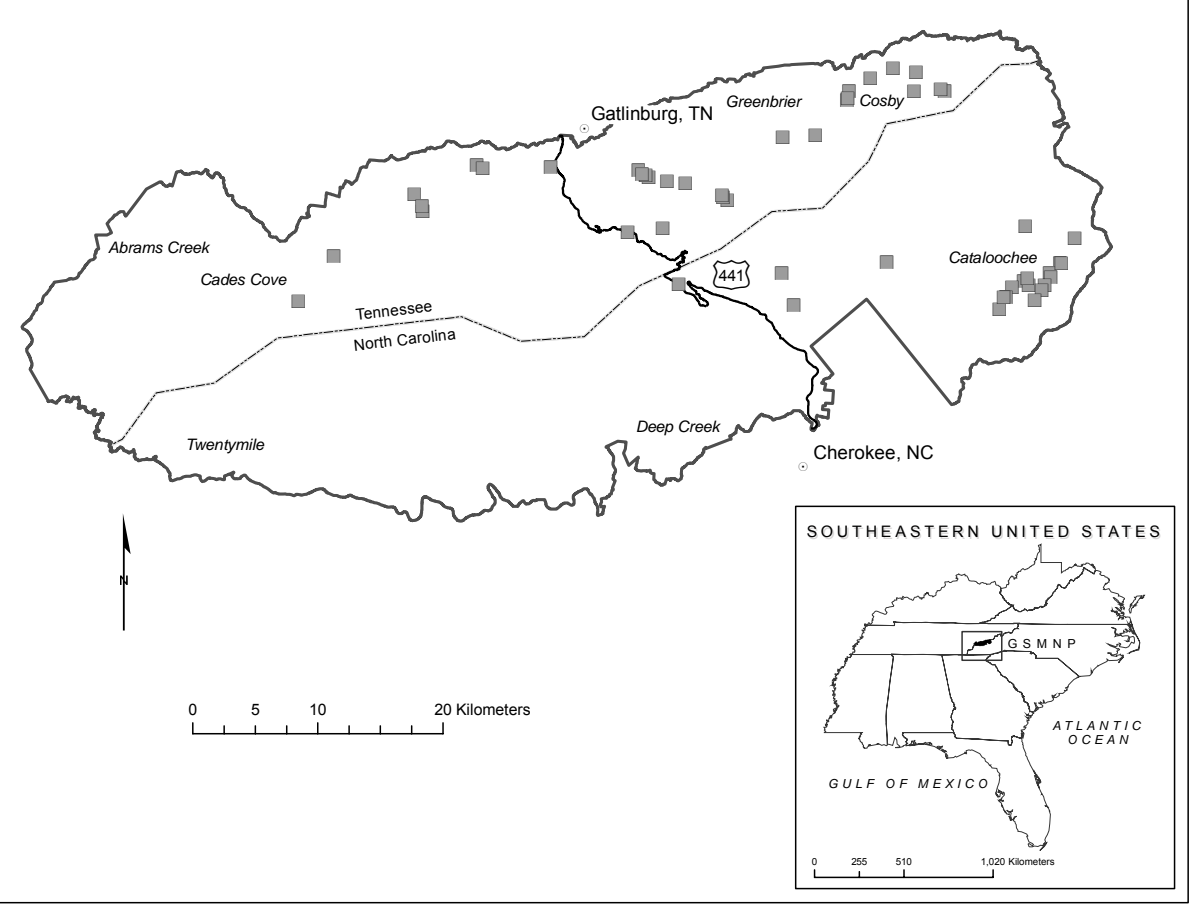 Gatlinburg, TN
Greenbrier
Cosby
Abrams Creek
Cades Cove
Cataloochee
441
Tennessee
North Carolina
Twentymile
Deep Creek
Cherokee, NC
N
0 5 10 20 Kilometers
SOUTHEASTERN UNITED STATES
GSMNP
ATLANTIC
OCEAN
GULF OF MEXICO
0 255 510 1,020 Kilometers